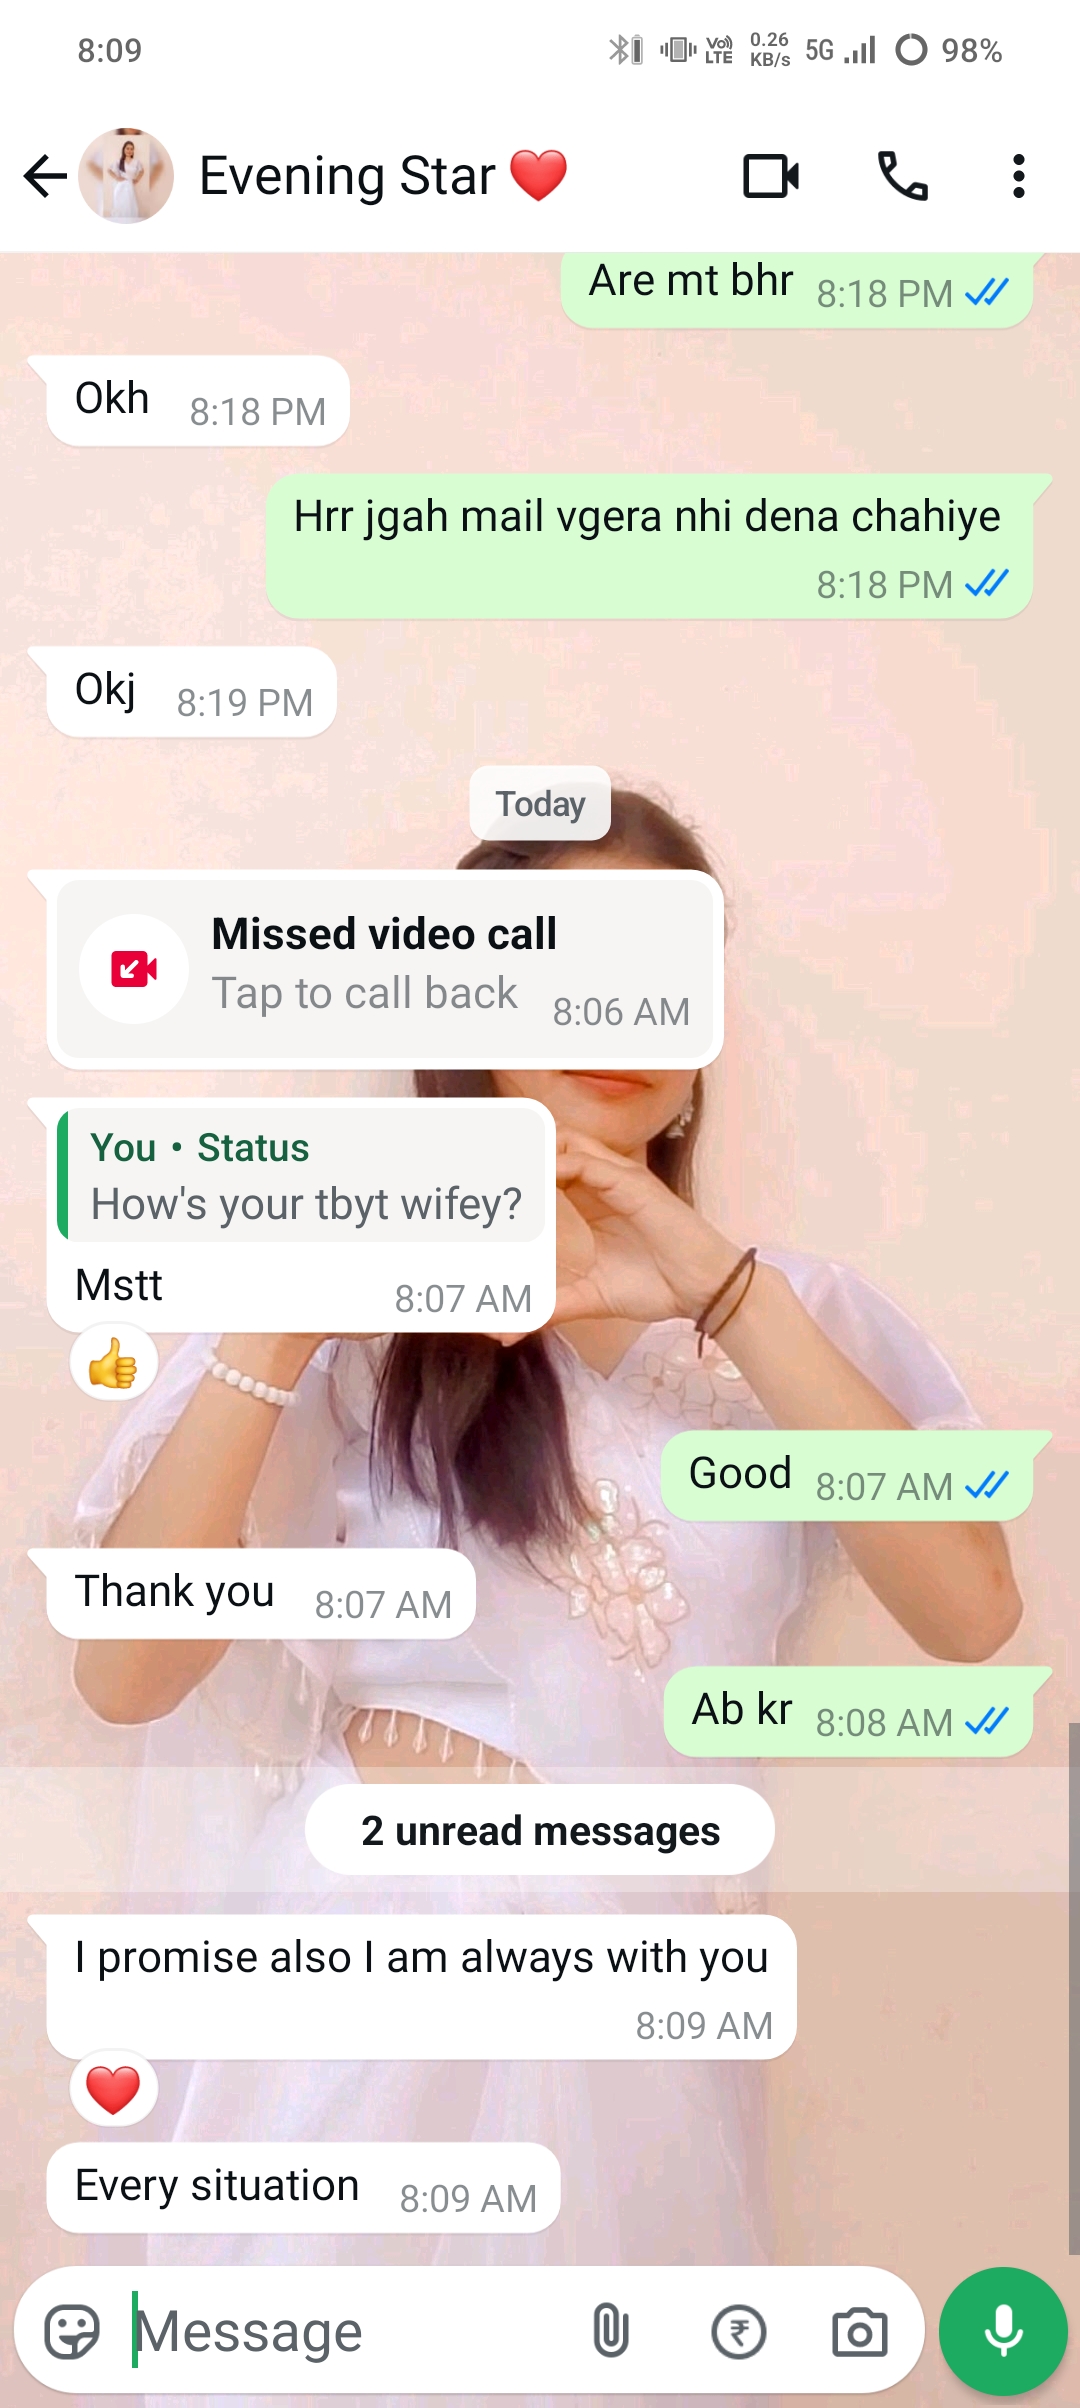 8:09
Vo))
LTE
0.26
KB/s
5G
98%
Evening Star ❤️
Are mt bhr 8:18 PM
Okh 8:18 PM
Hrr jgah mail vgera nhi dena chahiye
8:18 PM
Okj 8:19 PM
Today
Missed video call
Tap to call back 8:06 AM
You • Status
How's your tbyt wifey?
Mstt 8:07 AM
👍
Good 8:07 AM
Thank you 8:07 AM
Ab kr 8:08 AM
2 unread messages
I promise also I am always with you
8:09 AM
❤️
Every situation 8:09 AM
Message
₹